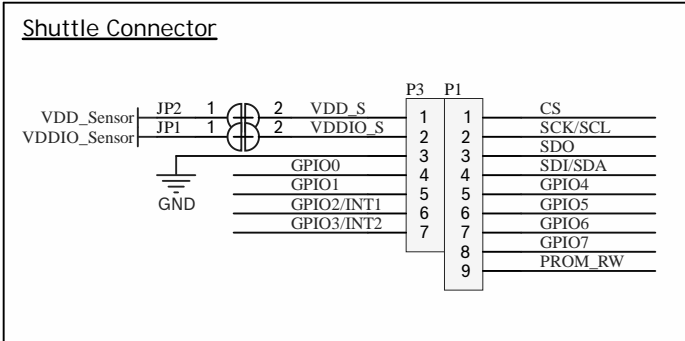 Shuttle Connector
P3 P1
VDD_Sensor JP2 1 2 VDD_S 1 1 CS
VDDIO_Sensor JP1 1 2 VDDIO_S 2 2 SCK/SCL
3 3 SDO
GND
GPIO0 4 4 SDI/SDA
GPIO1 5 5 GPIO4
GPIO2/INT1 6 6 GPIO5
GPIO3/INT2 7 7 GPIO6
8 GPIO7
9 PROM_RW